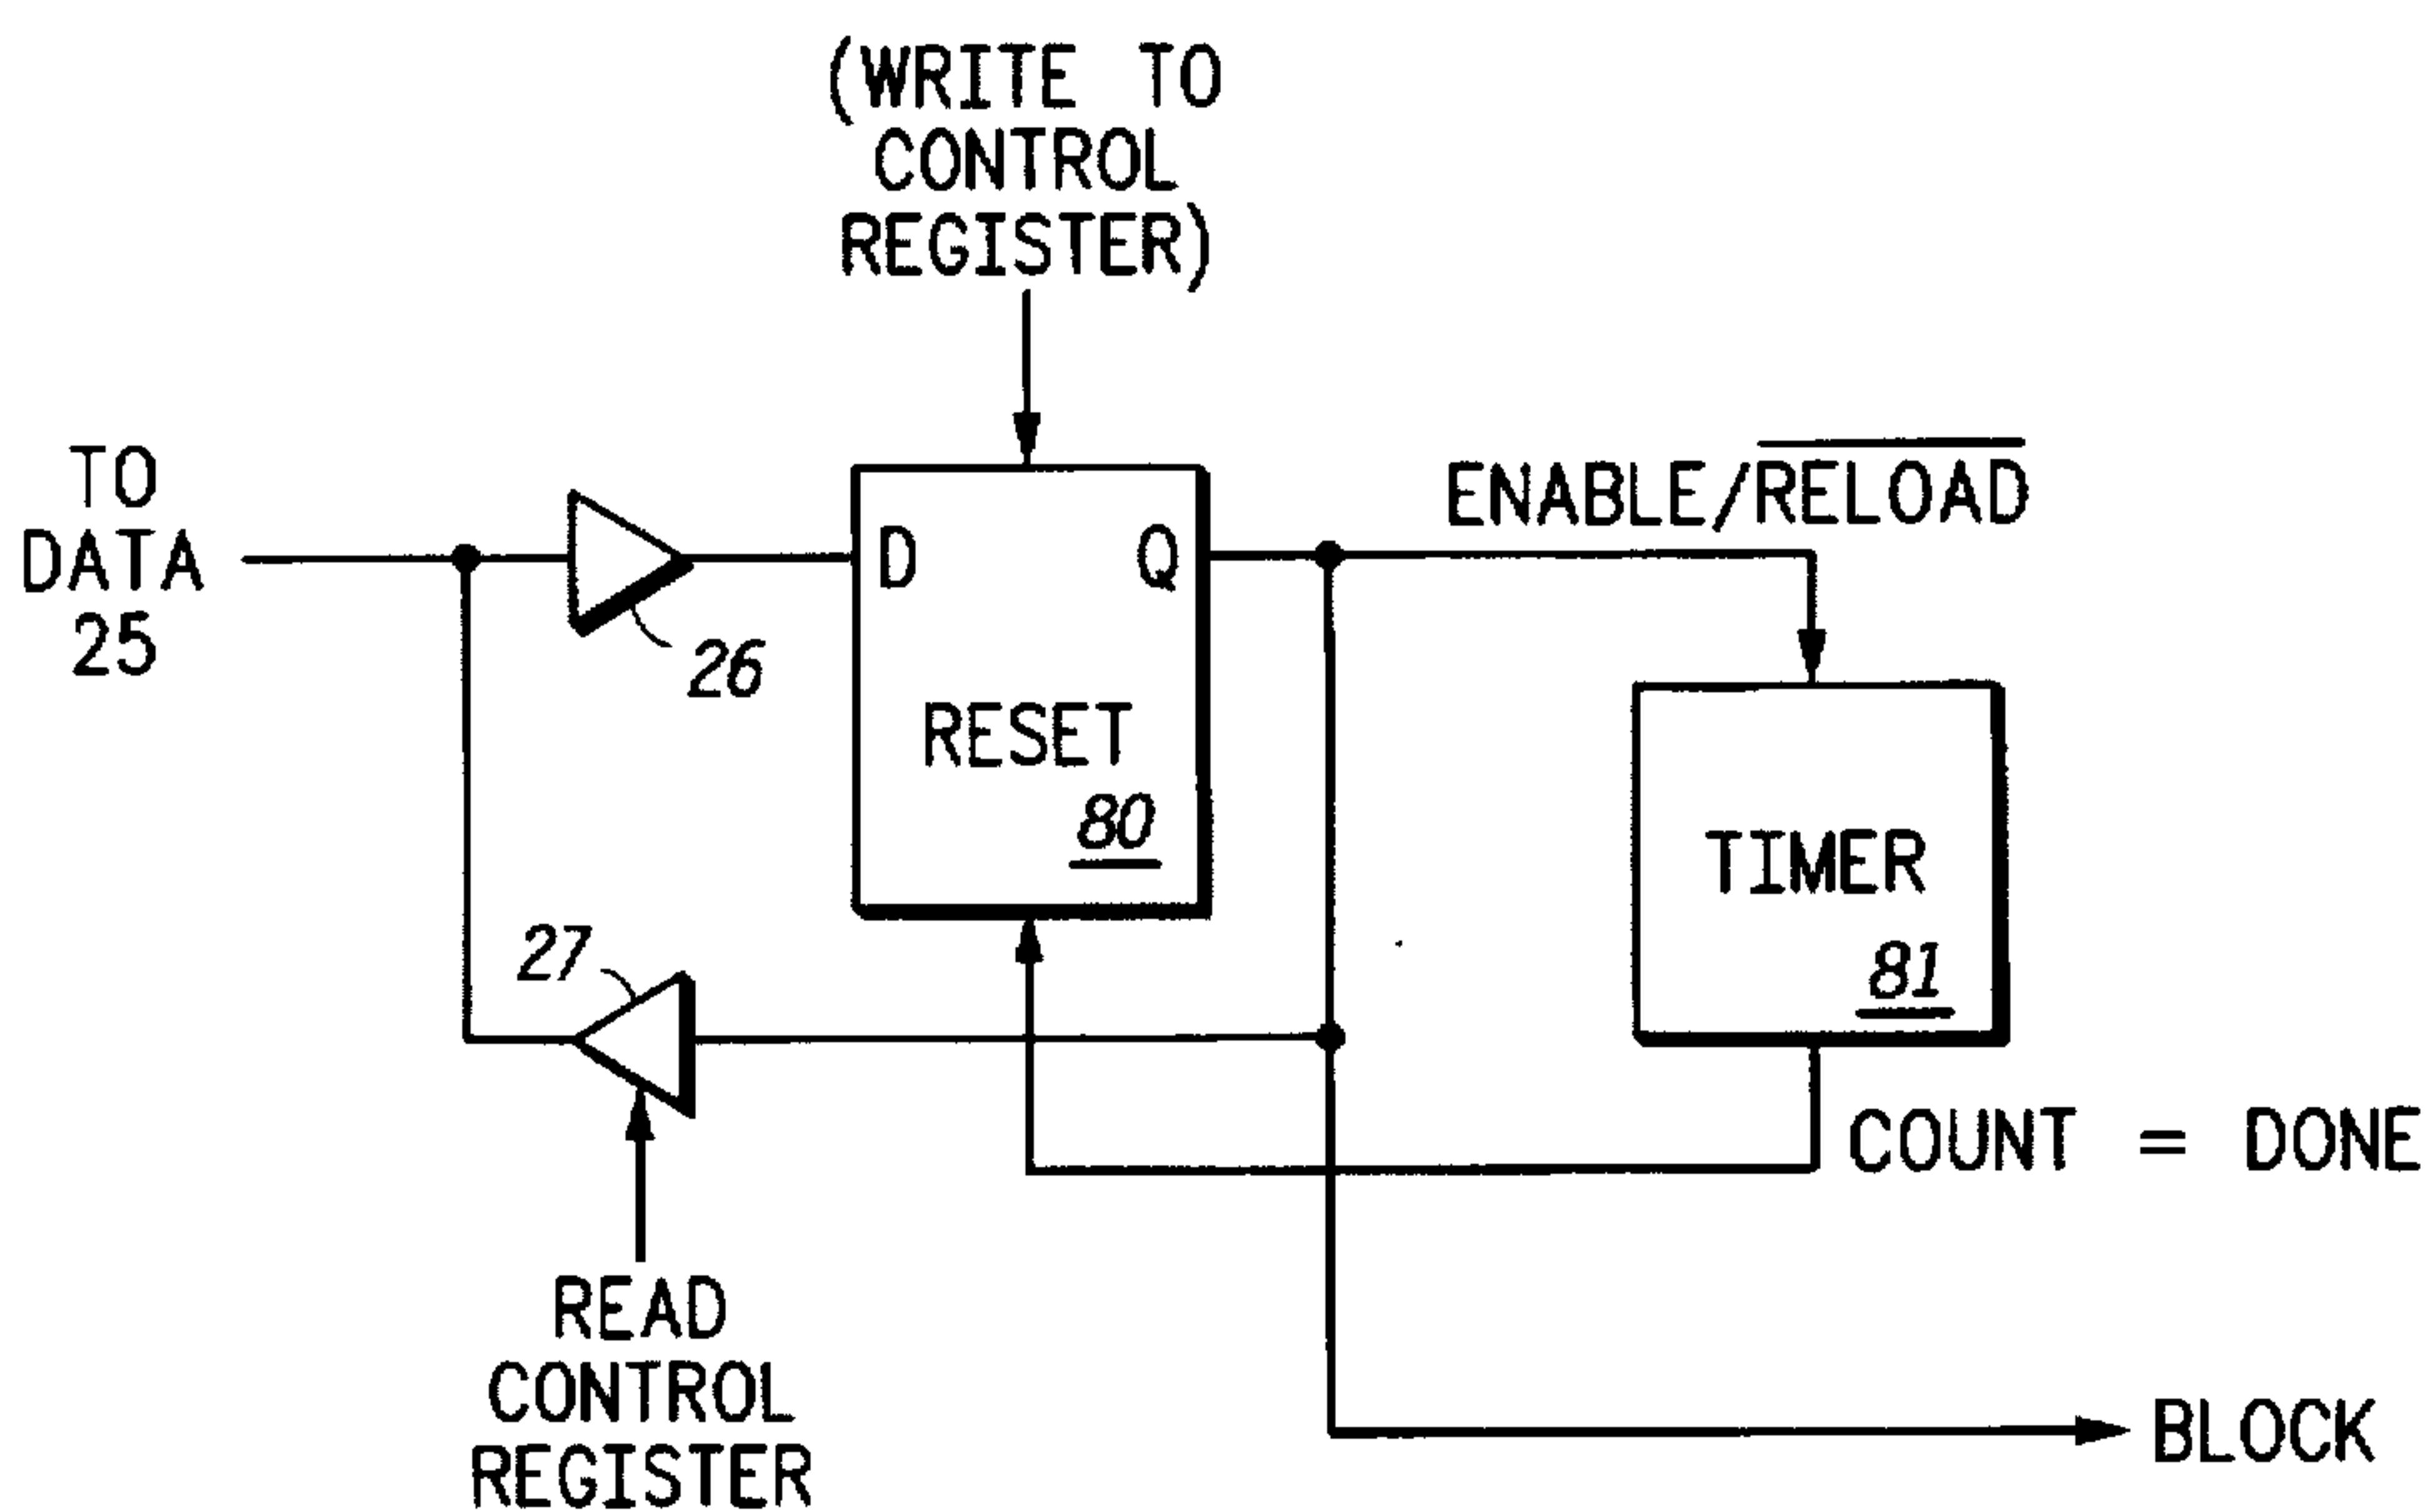 (WRITE TO
CONTROL
REGISTER)
TO
DATA
25
26
D
Q
RESET
80
ENABLE/RELOAD
TIMER
81
27
COUNT = DONE
READ
CONTROL
REGISTER
BLOCK